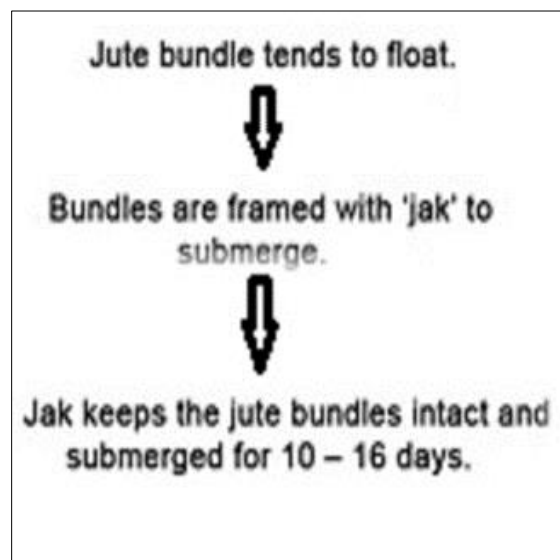 Jute bundle tends to float.
Bundles are framed with 'jak' to
submerge.
Jak keeps the jute bundles intact and
submerged for 10 – 16 days.